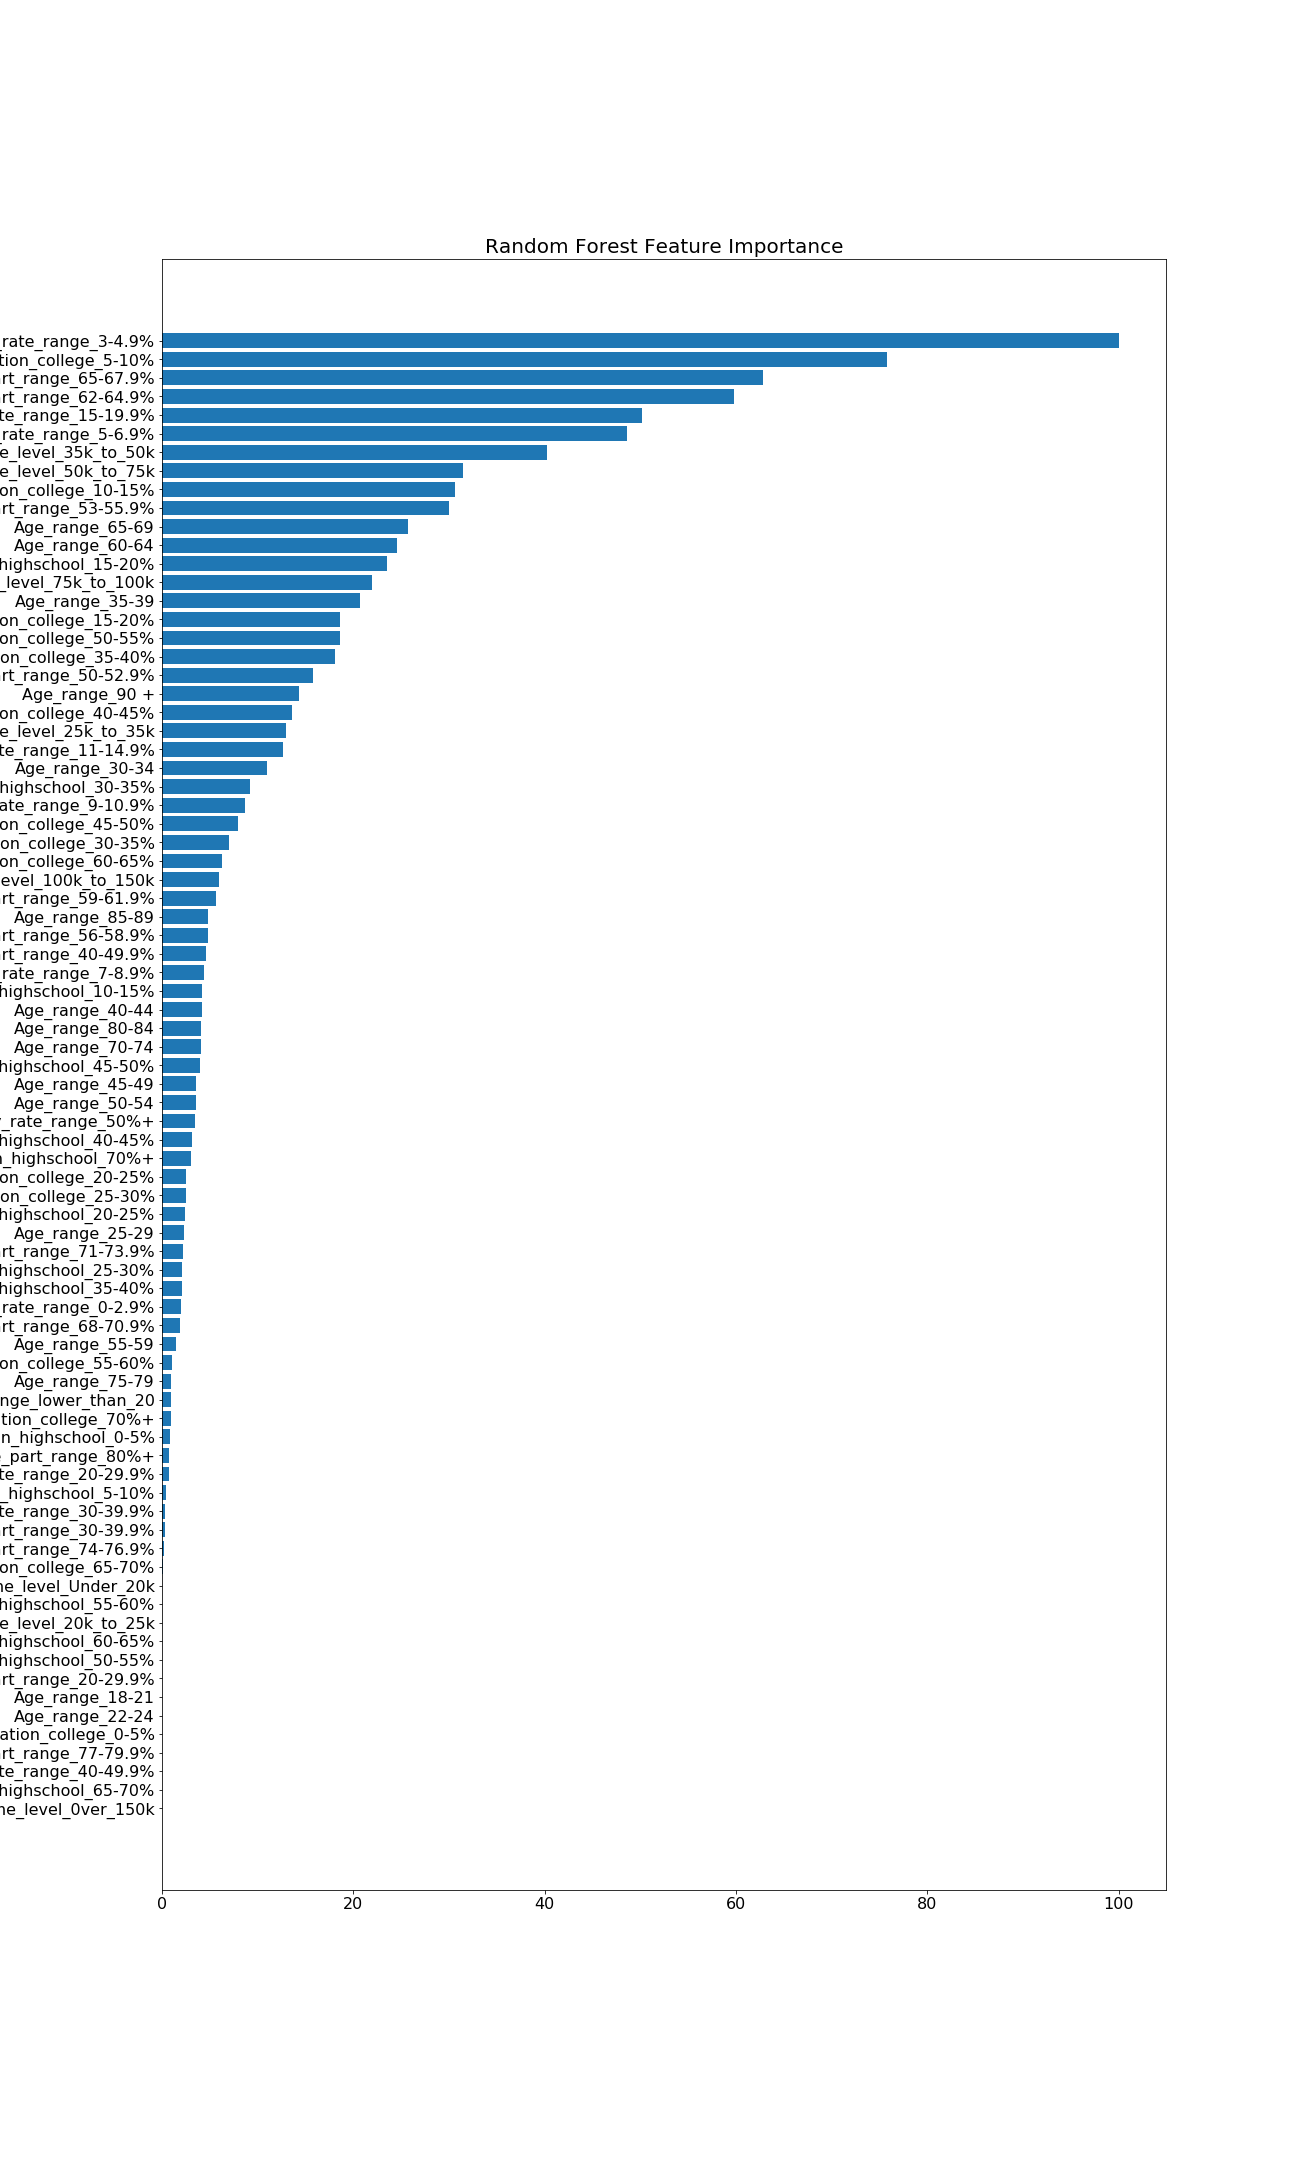 Random Forest Feature Importance
_rate_range_3-4.9%
tion_college_5-10%
rt_range_65-67.9%
rt_range_62-64.9%
te_range_15-19.9%
_rate_range_5-6.9%
e_level_35k_to_50k
e_level_50k_to_75k
on_college_10-15%
rt_range_53-55.9%
Age_range_65-69
Age_range_60-64
highschool_15-20%
_level_75k_to_100k
Age_range_35-39
on_college_15-20%
on_college_50-55%
on_college_35-40%
rt_range_50-52.9%
Age_range_90 +
on_college_40-45%
e_level_25k_to_35k
te_range_11-14.9%
Age_range_30-34
highschool_30-35%
ate_range_9-10.9%
on_college_45-50%
on_college_30-35%
on_college_60-65%
level_100k_to_150k
rt_range_59-61.9%
Age_range_85-89
rt_range_56-58.9%
rt_range_40-49.9%
_rate_range_7-8.9%
highschool_10-15%
Age_range_40-44
Age_range_80-84
Age_range_70-74
highschool_45-50%
Age_range_45-49
Age_range_50-54
_rate_range_50%+
highschool_40-45%
n_highschool_70%+
on_college_20-25%
on_college_25-30%
highschool_20-25%
Age_range_25-29
rt_range_71-73.9%
highschool_25-30%
highschool_35-40%
_rate_range_0-2.9%
rt_range_68-70.9%
Age_range_55-59
on_college_55-60%
Age_range_75-79
nge_lower_than_20
tion_college_70%+
n_highschool_0-5%
_part_range_80%+
te_range_20-29.9%
_highschool_5-10%
te_range_30-39.9%
rt_range_30-39.9%
rt_range_74-76.9%
on_college_65-70%
ne_level_Under_20k
highschool_55-60%
e_level_20k_to_25k
highschool_60-65%
highschool_50-55%
rt_range_20-29.9%
Age_range_18-21
Age_range_22-24
ation_college_0-5%
rt_range_77-79.9%
te_range_40-49.9%
highschool_65-70%
ne_level_0ver_150k
0 20 40 60 80 100